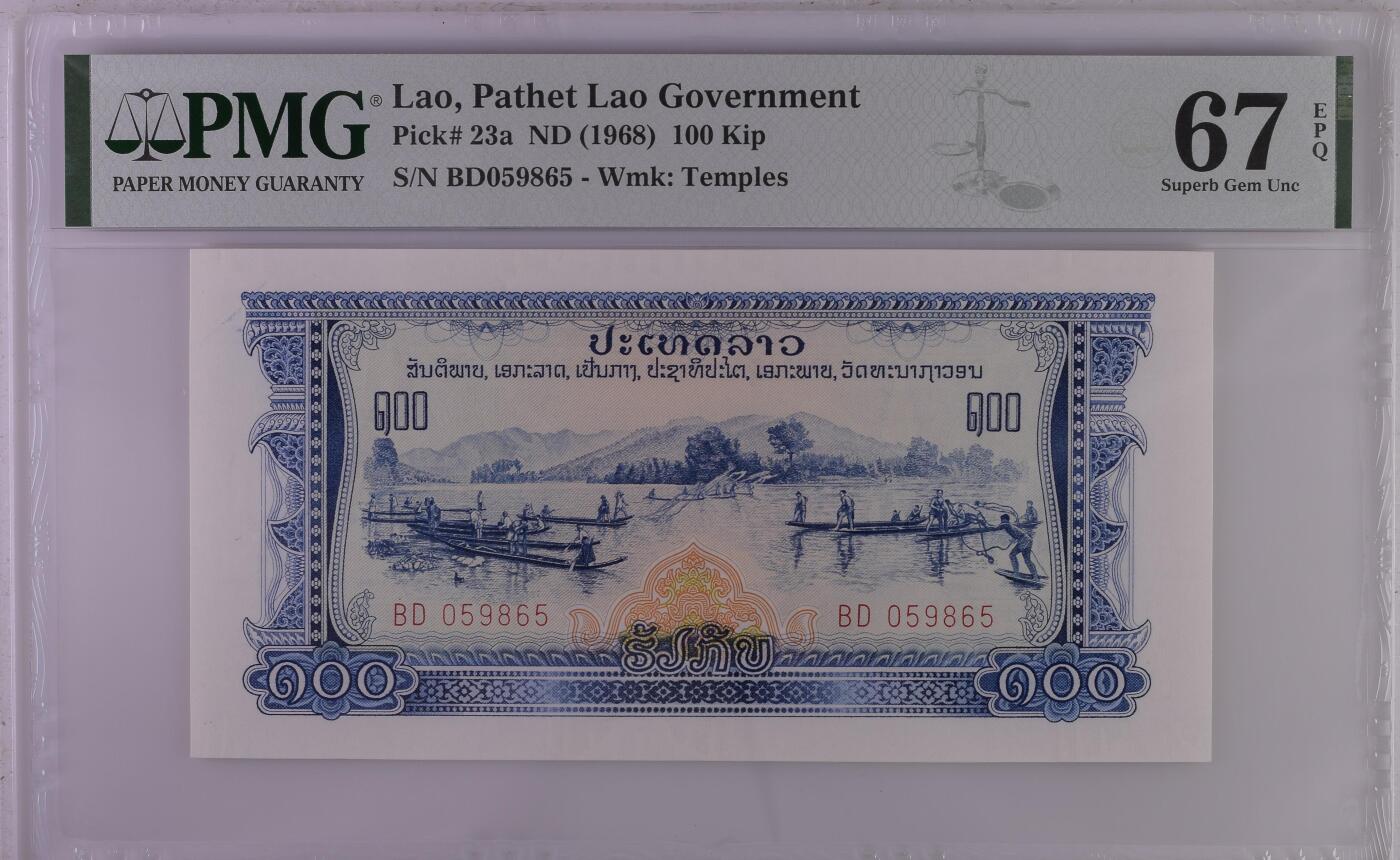 PMG®
PAPER MONEY GUARANTY
Lao, Pathet Lao Government
Pick# 23a ND (1968) 100 Kip
S/N BD059865 - Wmk: Temples
67
EPQ
Superb Gem Unc
ປະເທດລາວ
ສັນຕິພາບ, ເອກະລາດ, ເປັນກາງ, ປະຊາທິປະໄຕ, ເອກະພາບ, ວັດທະນາຖາວອນ
໑໐໐ ໑໐໐
BD 059865 BD 059865
ຮ້ອຍກີບ
໑໐໐ ໑໐໐